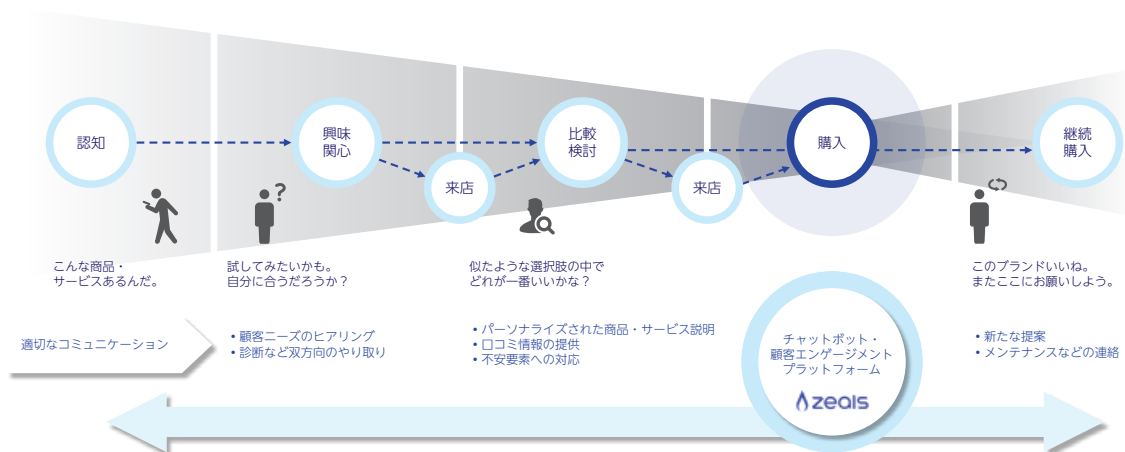 認知
興味
関心
来店
比較
検討
来店
購入
継続
購入
?
こんな商品・
サービスあるんだ。
試してみたいかも。
自分に合うだろうか？
似たような選択肢の中で
どれが一番いいかな？
このブランドいいね。
またここにお願いしよう。
適切なコミュニケーション
• 顧客ニーズのヒアリング
• 診断など双方向のやり取り
• パーソナライズされた商品・サービス説明
• 口コミ情報の提供
• 不安要素への対応
チャットボット・
顧客エンゲージメント
プラットフォーム
zeals
• 新たな提案
• メンテナンスなどの連絡